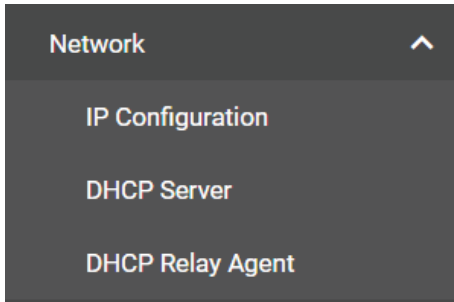 Network
IP Configuration
DHCP Server
DHCP Relay Agent